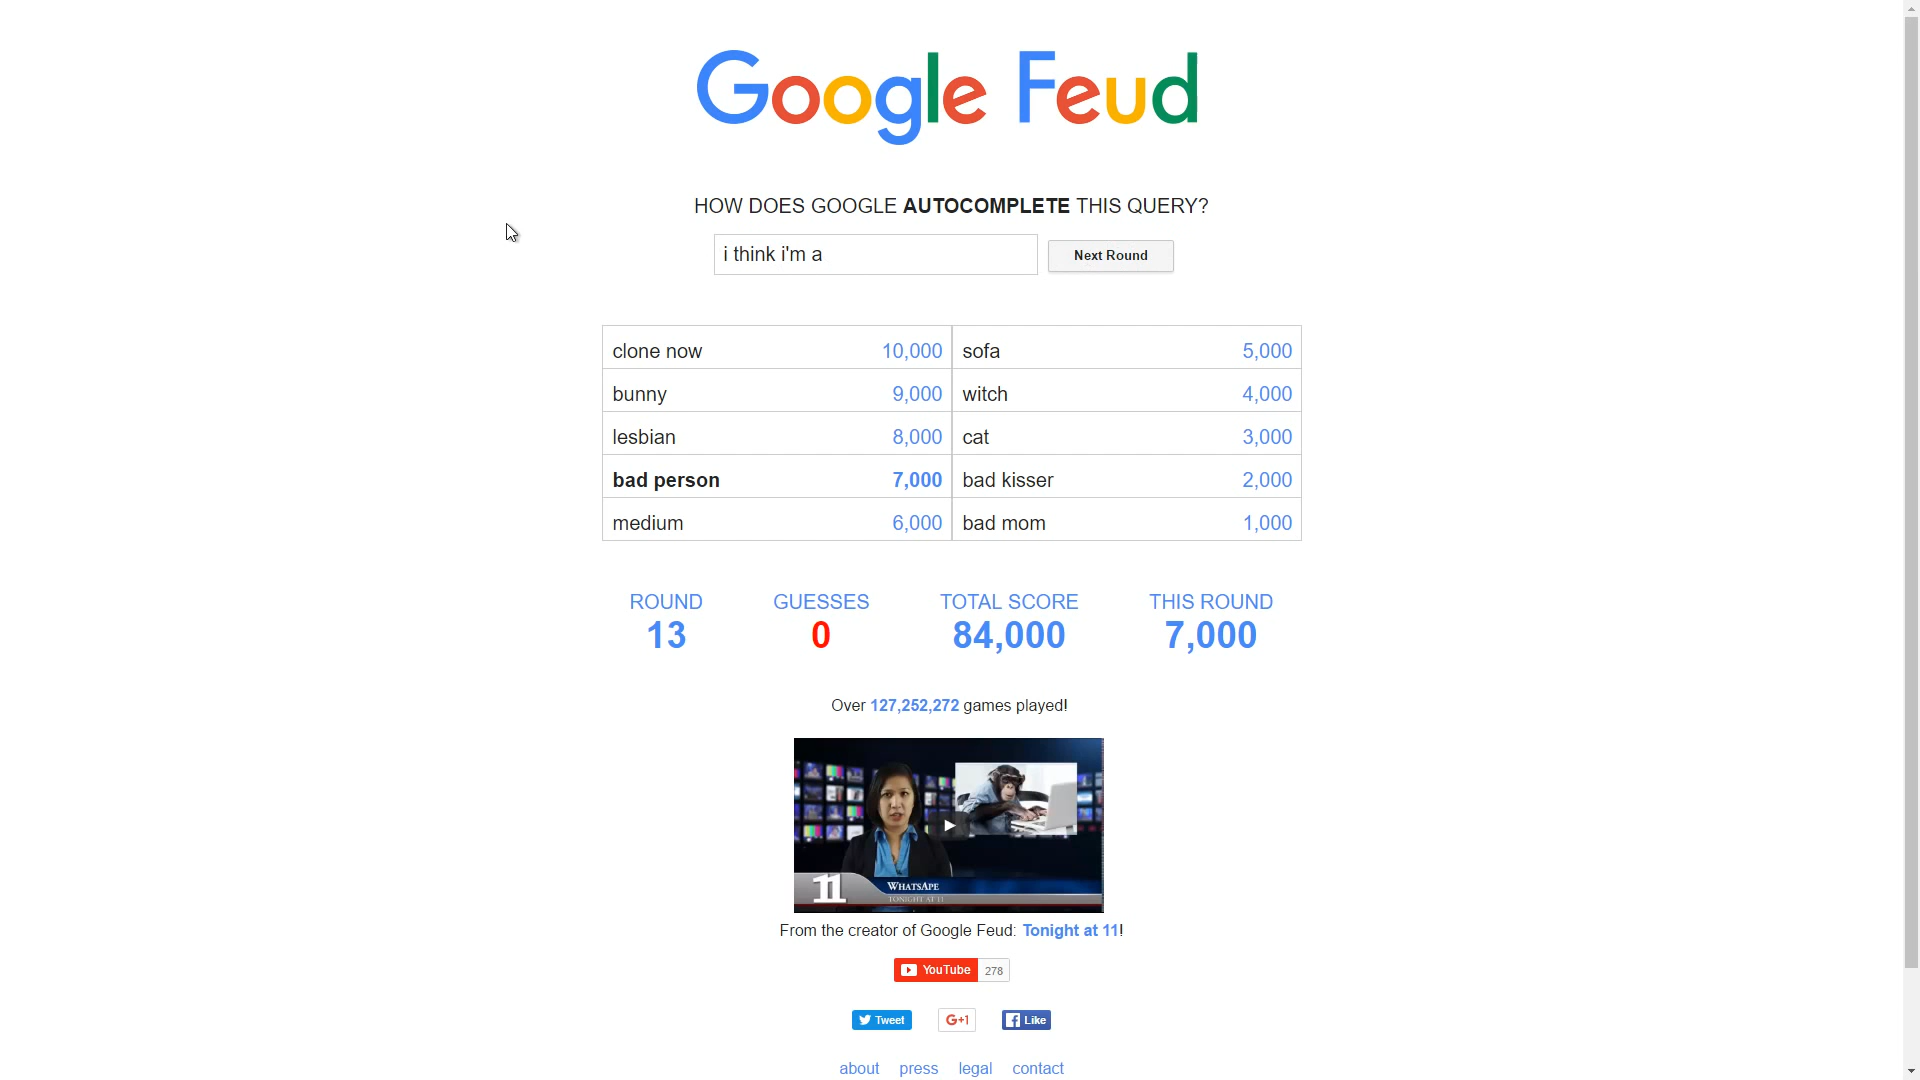 Google Feud
HOW DOES GOOGLE AUTOCOMPLETE THIS QUERY?
i think i'm a
Next Round
clone now 10,000 sofa 5,000
bunny 9,000 witch 4,000
lesbian 8,000 cat 3,000
bad person 7,000 bad kisser 2,000
medium 6,000 bad mom 1,000
ROUND GUESSES TOTAL SCORE THIS ROUND
13 0 84,000 7,000
Over 127,252,272 games played!
11 WHATSAPE
TONIGHT AT 11
From the creator of Google Feud: Tonight at 11!
YouTube 278
Tweet G+1 Like
about press legal contact